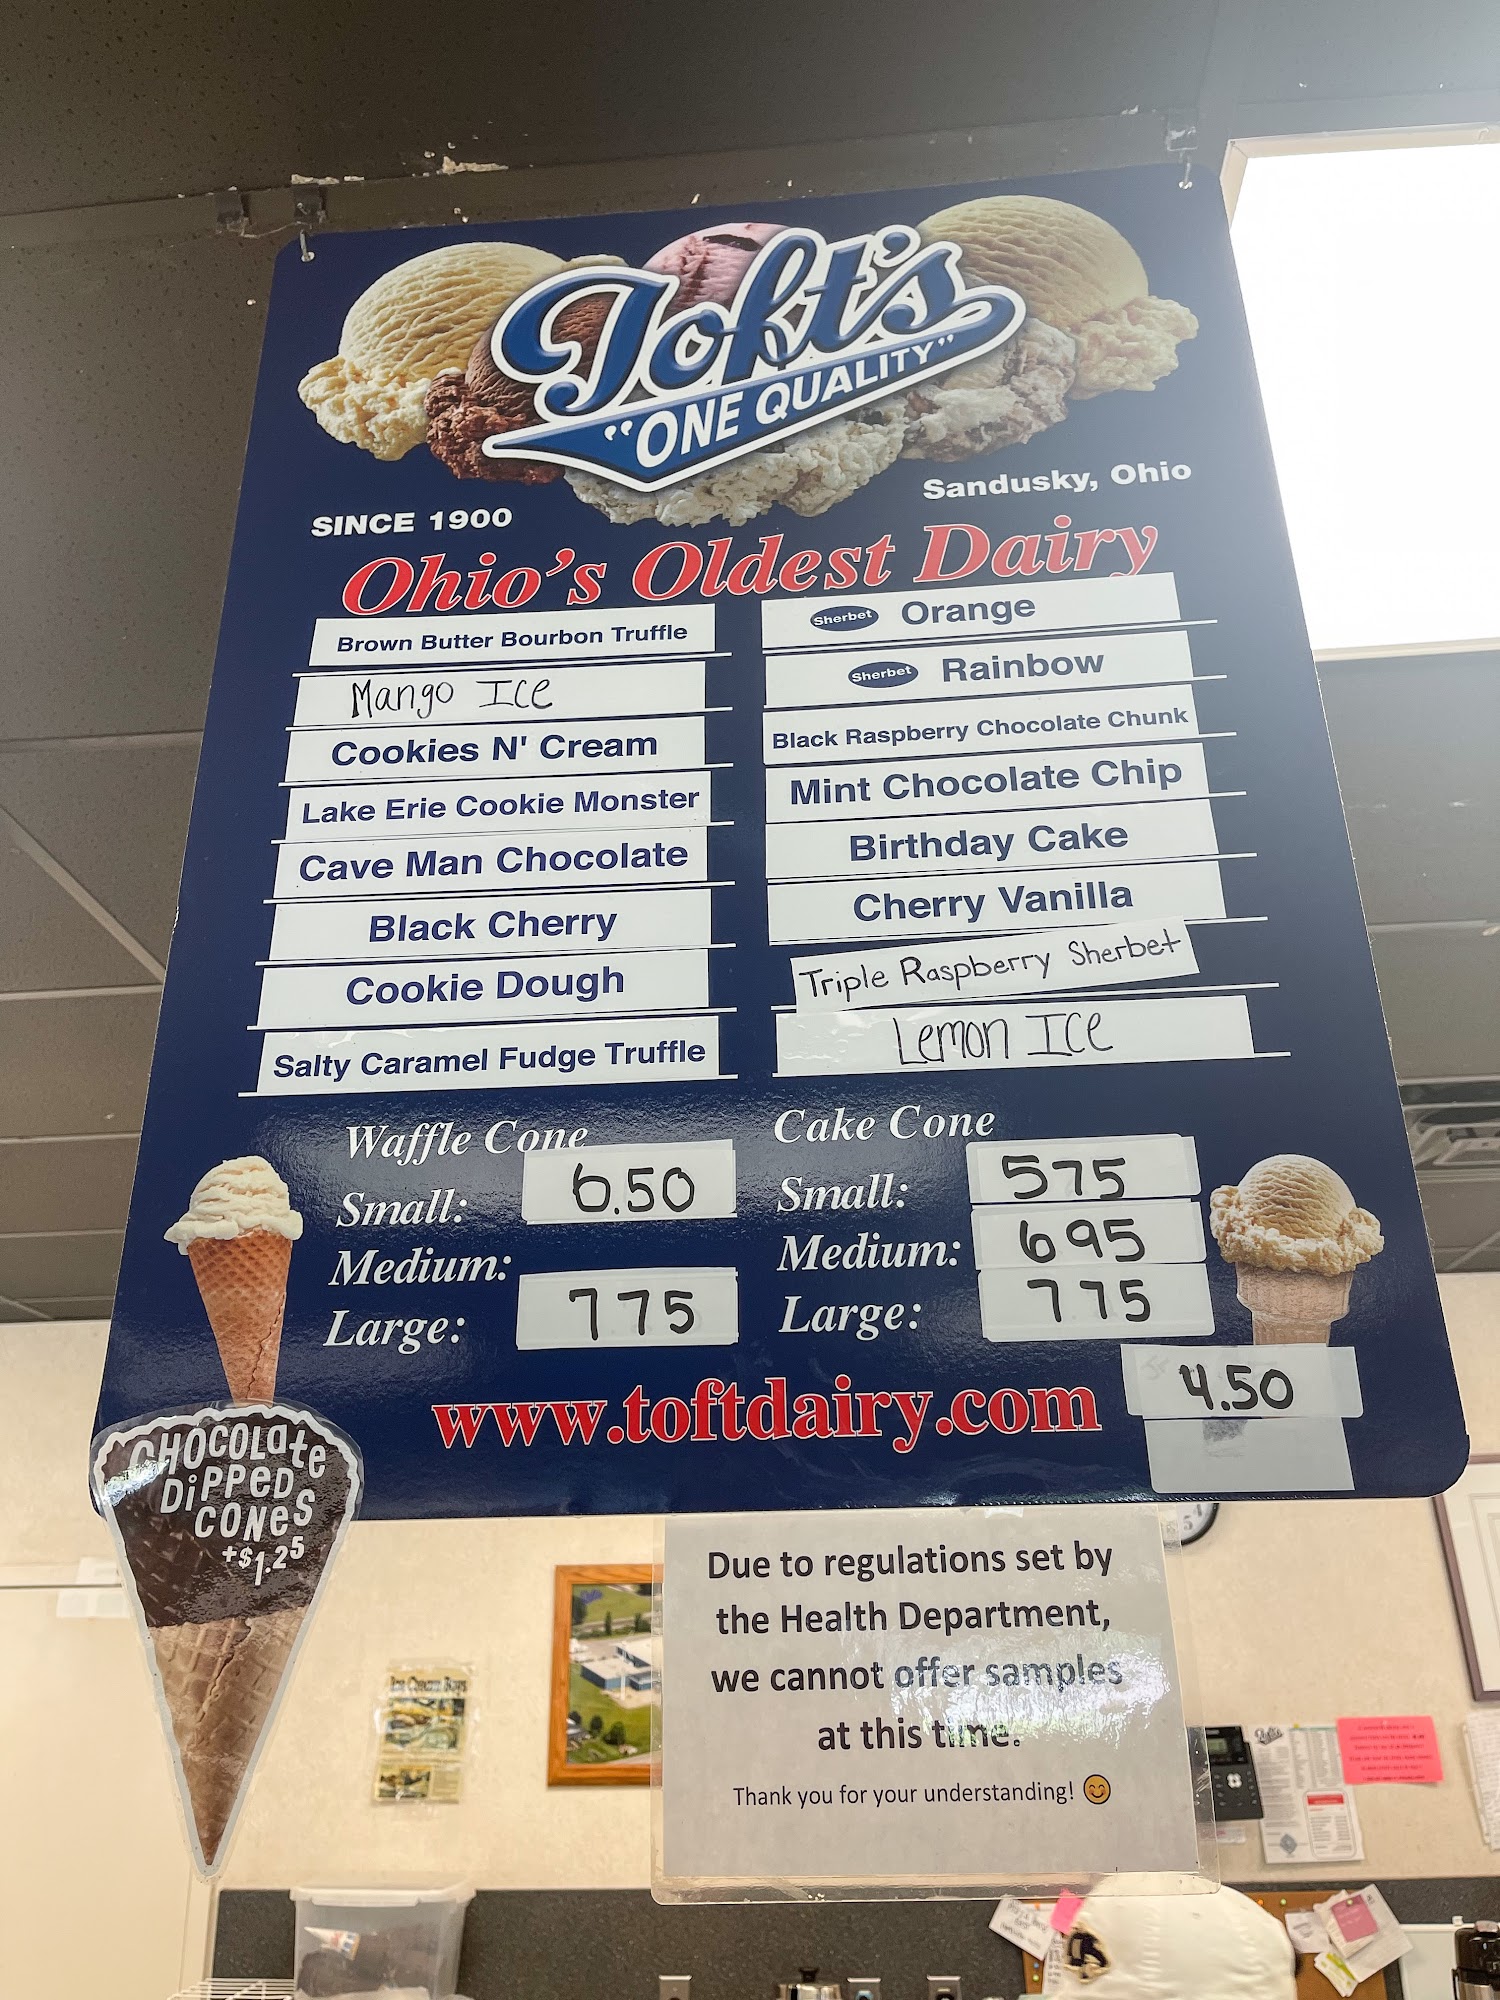 Toft's
"ONE QUALITY"
SINCE 1900
Sandusky, Ohio
Ohio's Oldest Dairy
Brown Butter Bourbon Truffle
Mango Ice
Cookies N' Cream
Lake Erie Cookie Monster
Cave Man Chocolate
Black Cherry
Cookie Dough
Salty Caramel Fudge Truffle
Sherbet Orange
Sherbet Rainbow
Black Raspberry Chocolate Chunk
Mint Chocolate Chip
Birthday Cake
Cherry Vanilla
Triple Raspberry Sherbet
Lemon Ice
Waffle Cone
Small: 6.50
Medium:
Large: 775
Cake Cone
Small: 575
Medium: 695
Large: 775
4.50
www.toftdairy.com
CHOCOLate
DiPPeD
CONeS
+$1.25
Due to regulations set by
the Health Department,
we cannot offer samples
at this time.
Thank you for your understanding!
Ice Cream Bars
Toft's